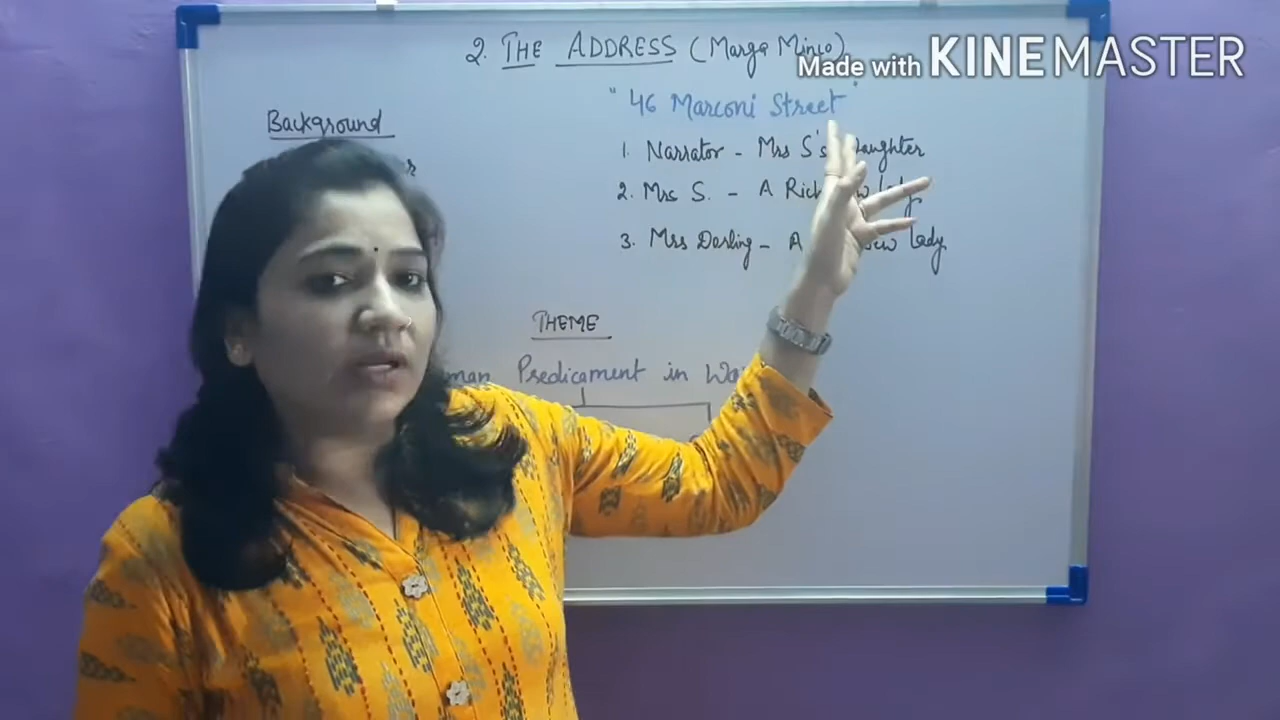 2. THE ADDRESS (Marga Minco)
Made with KINEMASTER
"46 Marconi Street"
Background
1. Narrator - Mrs S's Daughter
2. Mrs S. - A Rich lady
3. Mrs Dorling - A lady
THEME
Predicament in